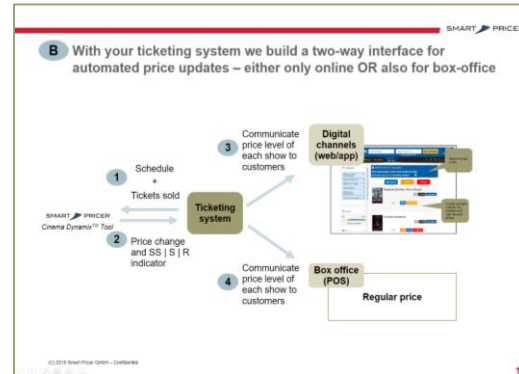 SMART PRICER
B With your ticketing system we build a two-way interface for
automated price updates – either only online OR also for box-office
3 Communicate
price level of
each show to
customers
Digital
channels
(web/app)
1 Schedule
+
Tickets sold
SMART PRICER
Cinema Dynamix™ Tool
Ticketing
system
2 Price change
and SS | S | R
indicator
4 Communicate
price level of
each show to
customers
Box office
(POS)
Regular price
(C) 2018 Smart Pricer GmbH – Confidential
1